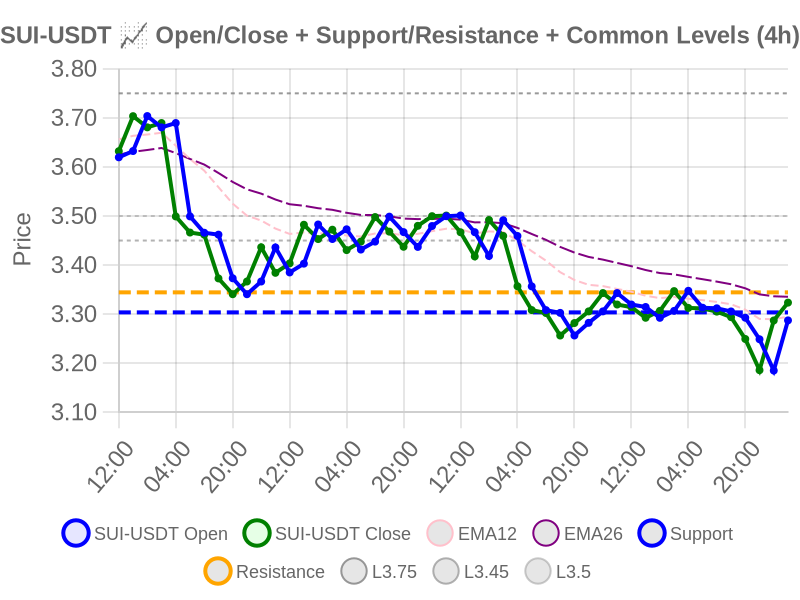 SUI-USDT 📈 Open/Close + Support/Resistance + Common Levels (4h)
3.80
3.70
3.60
3.50
3.40
3.30
3.20
3.10
Price
12:00 04:00 20:00 12:00 04:00 20:00 12:00 04:00 20:00 12:00 04:00 20:00
SUI-USDT Open SUI-USDT Close EMA12 EMA26 Support
Resistance L3.75 L3.45 L3.5